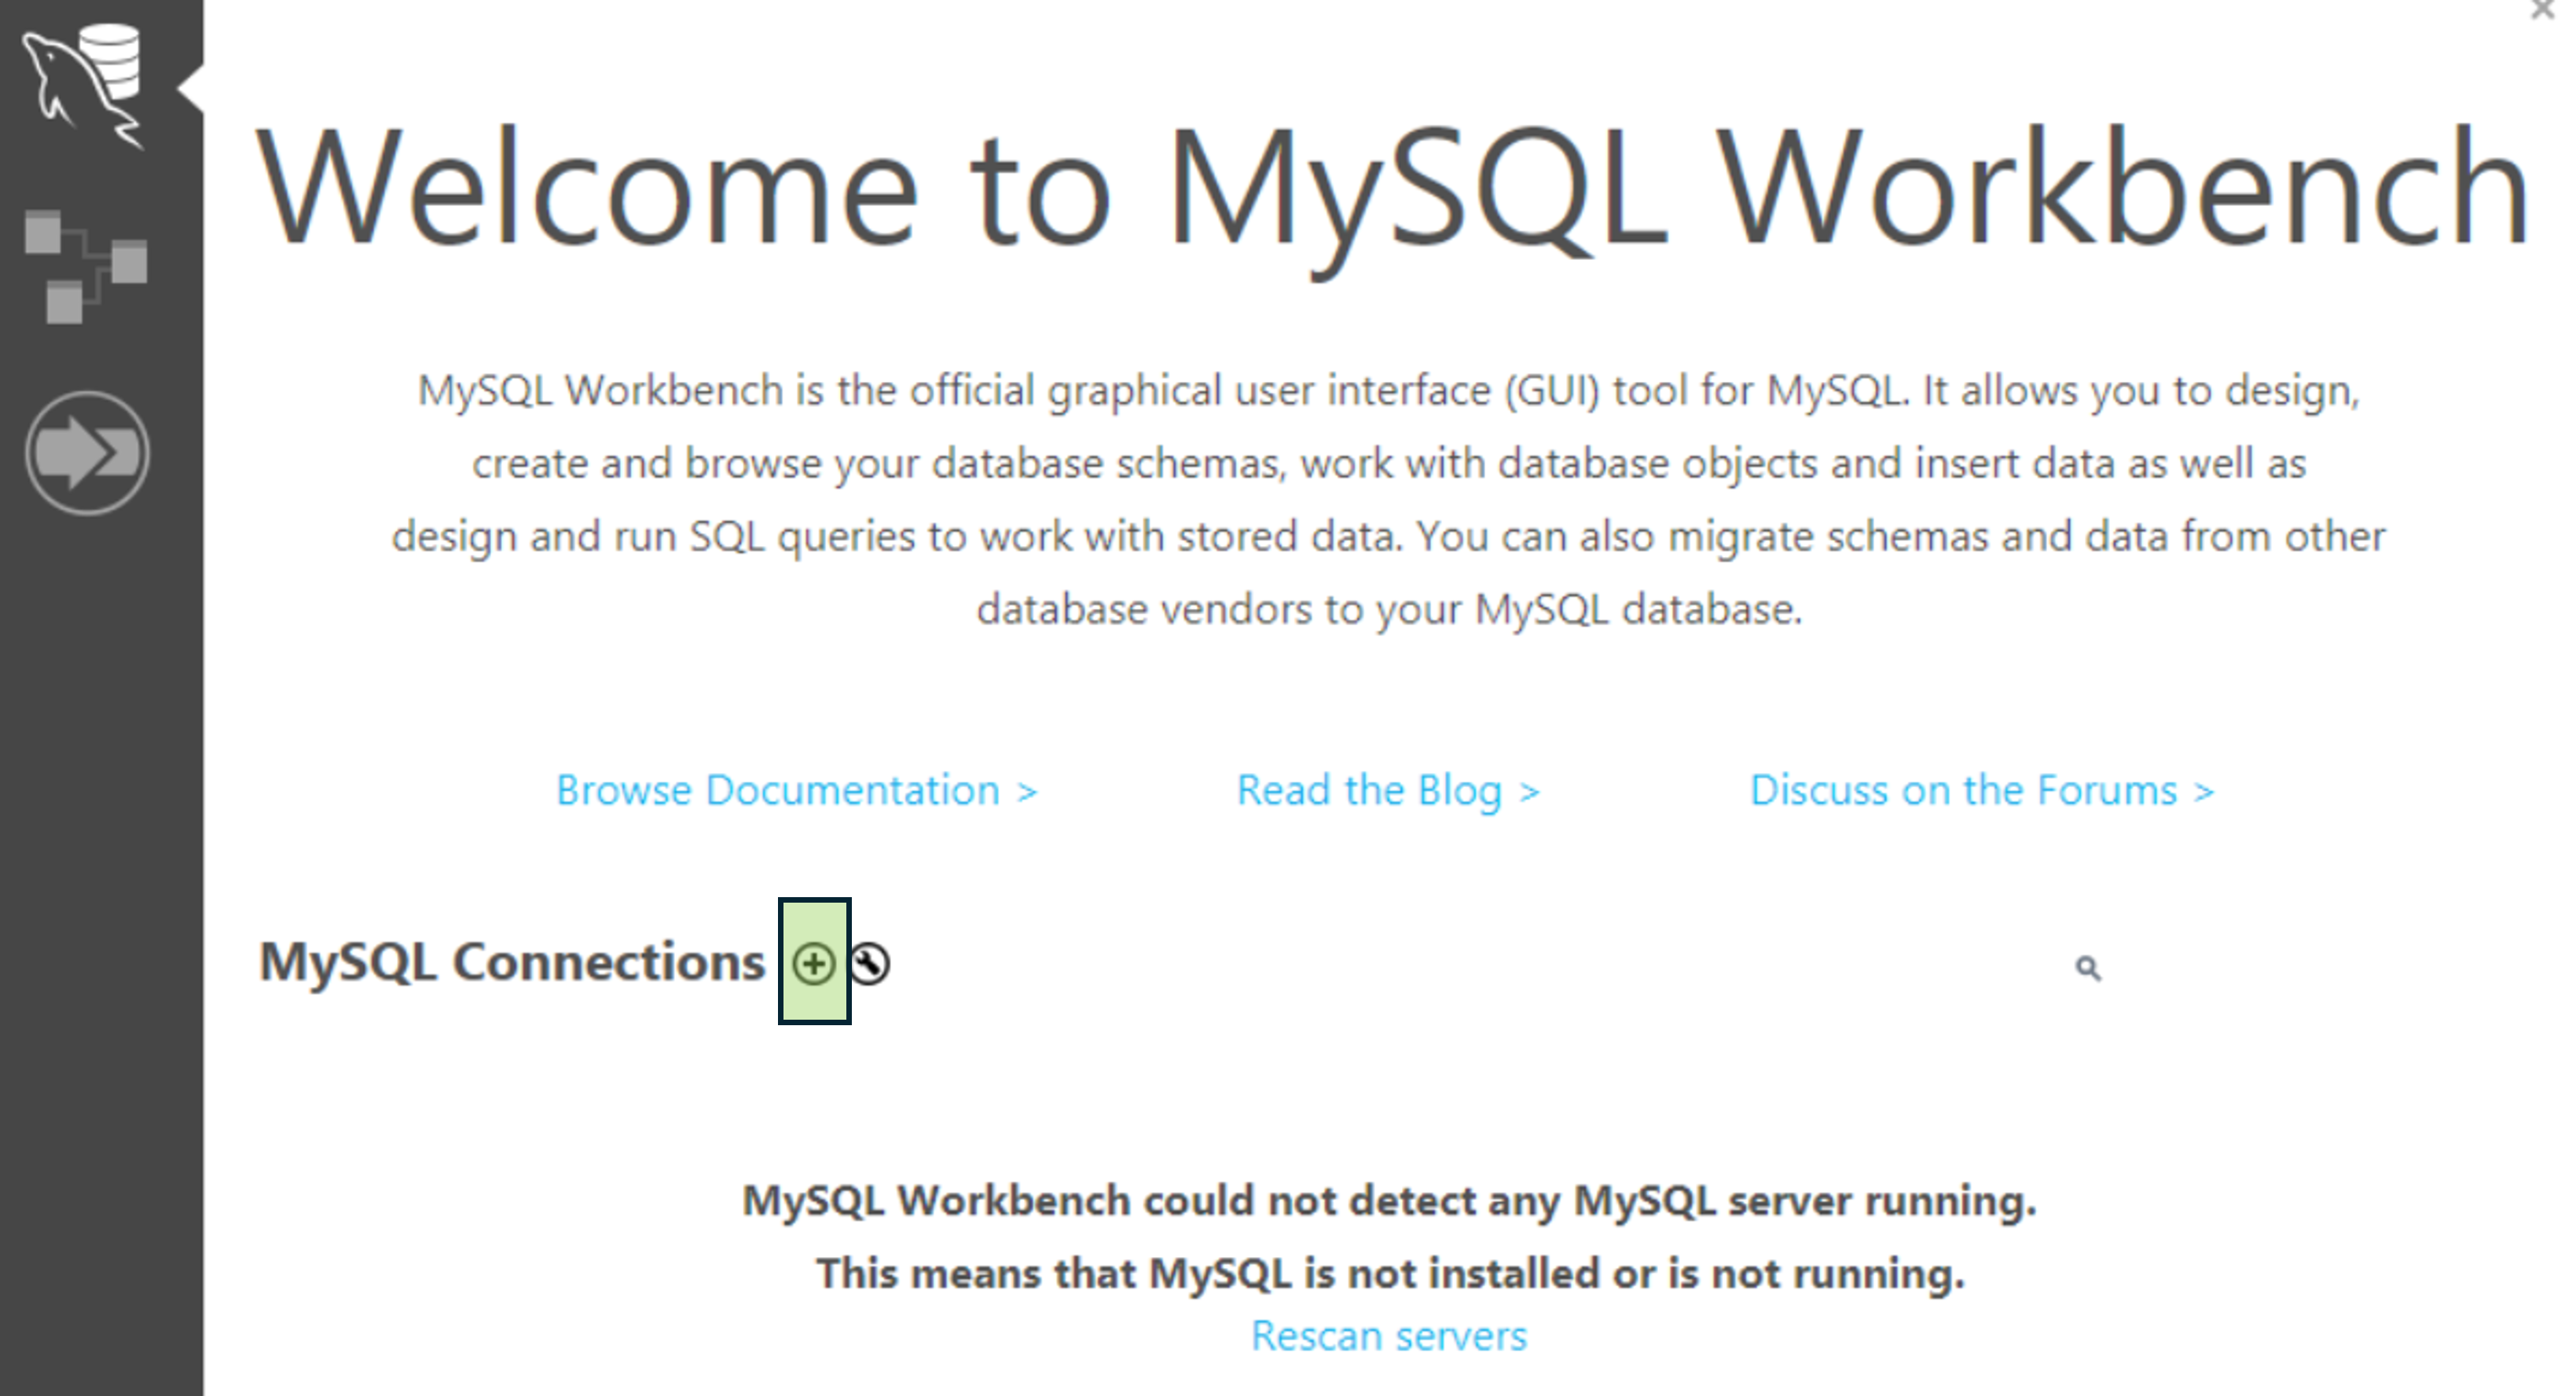 Welcome to MySQL Workbench
MySQL Workbench is the official graphical user interface (GUI) tool for MySQL. It allows you to design,
create and browse your database schemas, work with database objects and insert data as well as
design and run SQL queries to work with stored data. You can also migrate schemas and data from other
database vendors to your MySQL database.
Browse Documentation > Read the Blog > Discuss on the Forums >
MySQL Connections
MySQL Workbench could not detect any MySQL server running.
This means that MySQL is not installed or is not running.
Rescan servers